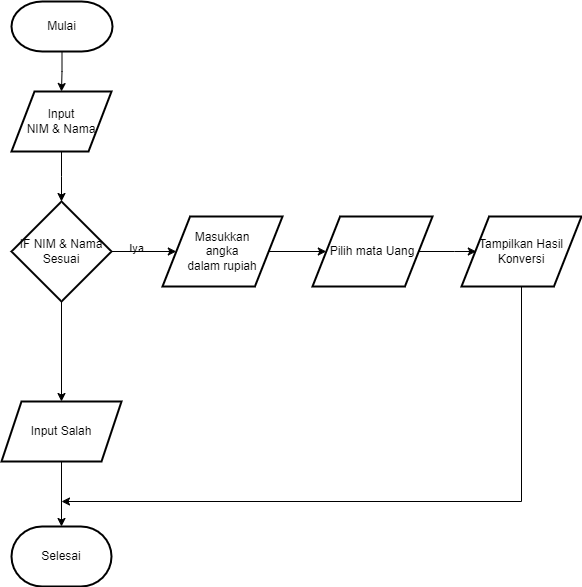 Mulai
Input
NIM & Nama
IF NIM & Nama
Sesuai
Iya
Masukkan
angka
dalam rupiah
Pilih mata Uang
Tampilkan Hasil
Konversi
Input Salah
Selesai